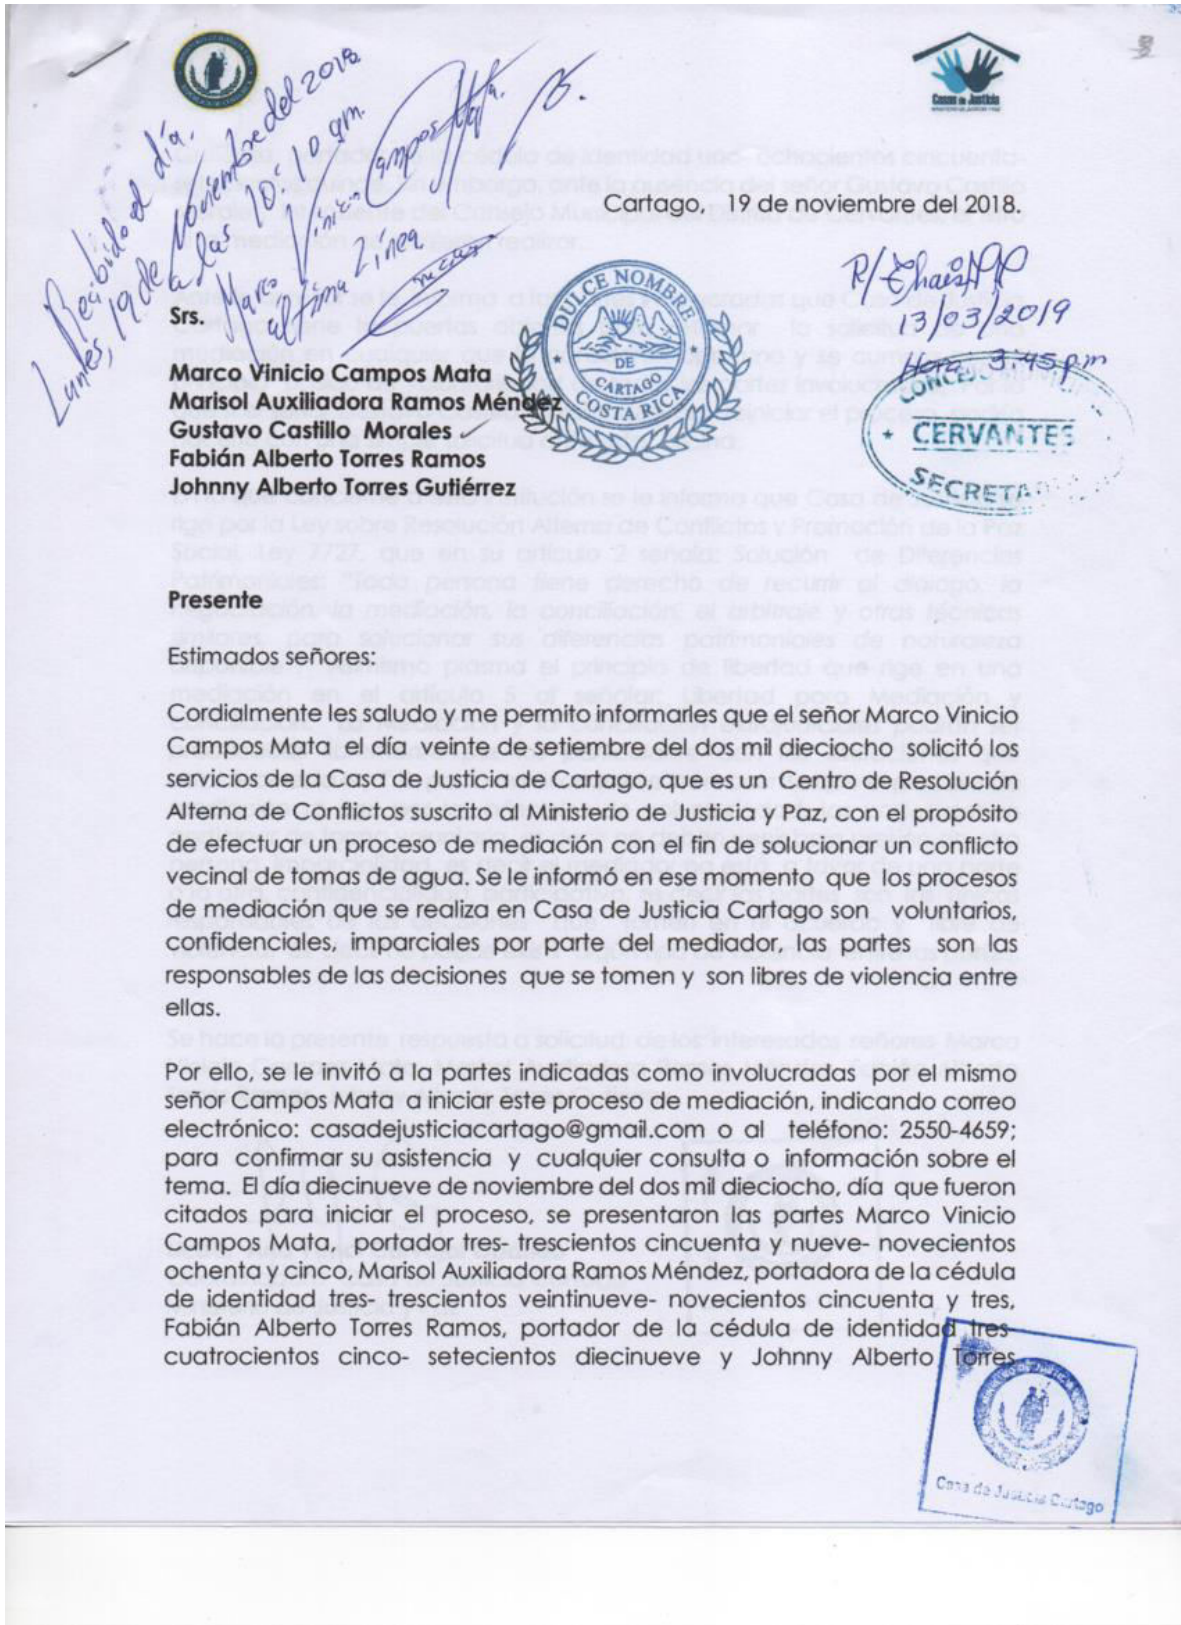 Casas de Justicia
Recibido el día.
Lunes, 19 de Noviembre del 2018
a las 10:10 am.
Marco Vinicio Campos Mata.
última línea
Cartago, 19 de noviembre del 2018.
R/
13/03/2019
Hora 3:45 p.m
DULCE NOMBRE
DE
CARTAGO
COSTA RICA
CERVANTES
SECRETA
Srs.
Marco Vinicio Campos Mata
Marisol Auxiliadora Ramos Méndez
Gustavo Castillo Morales
Fabián Alberto Torres Ramos
Johnny Alberto Torres Gutiérrez
Presente
Estimados señores:
Cordialmente les saludo y me permito informarles que el señor Marco Vinicio
Campos Mata el día veinte de setiembre del dos mil dieciocho solicitó los
servicios de la Casa de Justicia de Cartago, que es un Centro de Resolución
Alterna de Conflictos suscrito al Ministerio de Justicia y Paz, con el propósito
de efectuar un proceso de mediación con el fin de solucionar un conflicto
vecinal de tomas de agua. Se le informó en ese momento que los procesos
de mediación que se realiza en Casa de Justicia Cartago son voluntarios,
confidenciales, imparciales por parte del mediador, las partes son las
responsables de las decisiones que se tomen y son libres de violencia entre
ellas.
Por ello, se le invitó a la partes indicadas como involucradas por el mismo
señor Campos Mata a iniciar este proceso de mediación, indicando correo
electrónico: casadejusticiacartago@gmail.com o al teléfono: 2550-4659;
para confirmar su asistencia y cualquier consulta o información sobre el
tema. El día diecinueve de noviembre del dos mil dieciocho, día que fueron
citados para iniciar el proceso, se presentaron las partes Marco Vinicio
Campos Mata, portador tres- trescientos cincuenta y nueve- novecientos
ochenta y cinco, Marisol Auxiliadora Ramos Méndez, portadora de la cédula
de identidad tres- trescientos veintinueve- novecientos cincuenta y tres,
Fabián Alberto Torres Ramos, portador de la cédula de identidad tres-
cuatrocientos cinco- setecientos diecinueve y Johnny Alberto Torres
Casa de Justicia Cartago